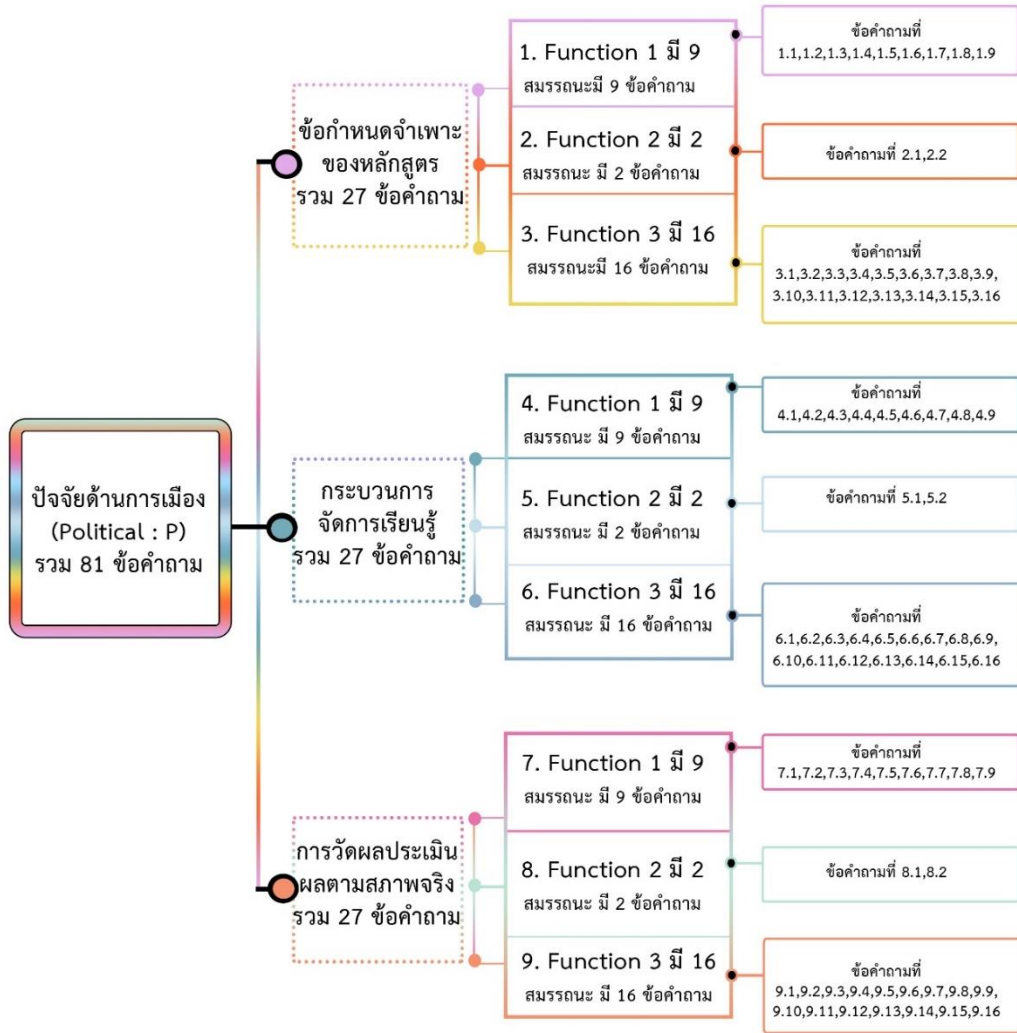 ปัจจัยด้านการเมือง
(Political : P)
รวม 81 ข้อคำถาม
ข้อกำหนดจำเพาะ
ของหลักสูตร
รวม 27 ข้อคำถาม
1. Function 1 มี 9
สมรรถนะมี 9 ข้อคำถาม
ข้อคำถามที่
1.1,1.2,1.3,1.4,1.5,1.6,1.7,1.8,1.9
2. Function 2 มี 2
สมรรถนะ มี 2 ข้อคำถาม
ข้อคำถามที่ 2.1,2.2
3. Function 3 มี 16
สมรรถนะมี 16 ข้อคำถาม
ข้อคำถามที่
3.1,3.2,3.3,3.4,3.5,3.6,3.7,3.8,3.9,
3.10,3.11,3.12,3.13,3.14,3.15,3.16
กระบวนการ
จัดการเรียนรู้
รวม 27 ข้อคำถาม
4. Function 1 มี 9
สมรรถนะ มี 9 ข้อคำถาม
ข้อคำถามที่
4.1,4.2,4.3,4.4,4.5,4.6,4.7,4.8,4.9
5. Function 2 มี 2
สมรรถนะ มี 2 ข้อคำถาม
ข้อคำถามที่ 5.1,5.2
6. Function 3 มี 16
สมรรถนะ มี 16 ข้อคำถาม
ข้อคำถามที่
6.1,6.2,6.3,6.4,6.5,6.6,6.7,6.8,6.9,
6.10,6.11,6.12,6.13,6.14,6.15,6.16
การวัดผลประเมิน
ผลตามสภาพจริง
รวม 27 ข้อคำถาม
7. Function 1 มี 9
สมรรถนะ มี 9 ข้อคำถาม
ข้อคำถามที่
7.1,7.2,7.3,7.4,7.5,7.6,7.7,7.8,7.9
8. Function 2 มี 2
สมรรถนะ มี 2 ข้อคำถาม
ข้อคำถามที่ 8.1,8.2
9. Function 3 มี 16
สมรรถนะ มี 16 ข้อคำถาม
ข้อคำถามที่
9.1,9.2,9.3,9.4,9.5,9.6,9.7,9.8,9.9,
9.10,9.11,9.12,9.13,9.14,9.15,9.16